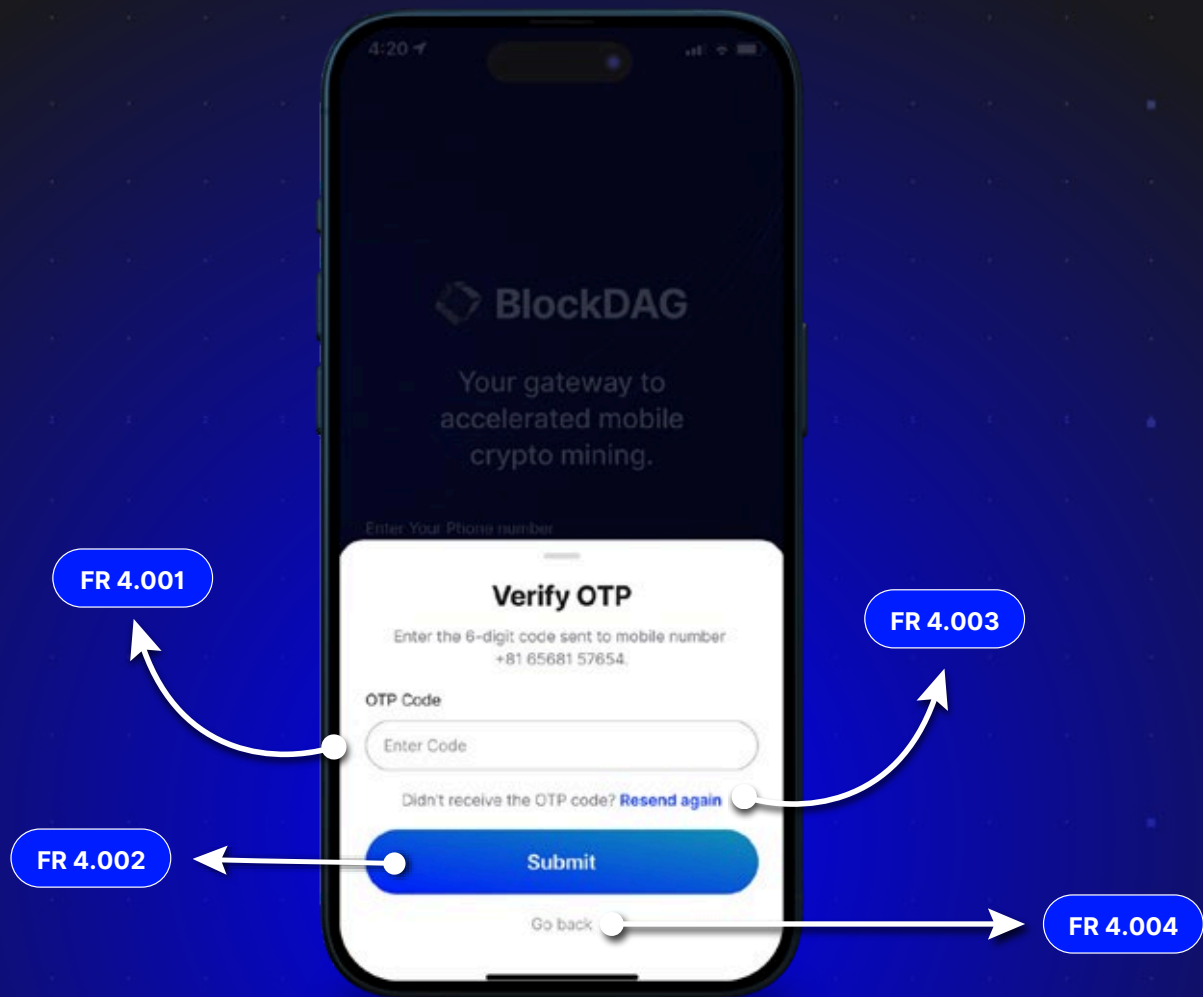 4:20
BlockDAG
Your gateway to
accelerated mobile
crypto mining.
Enter Your Phone number
FR 4.001
Verify OTP
Enter the 6-digit code sent to mobile number
+81 65681 57654.
FR 4.003
OTP Code
Enter Code
Didn't receive the OTP code? Resend again
FR 4.002
Submit
Go back
FR 4.004